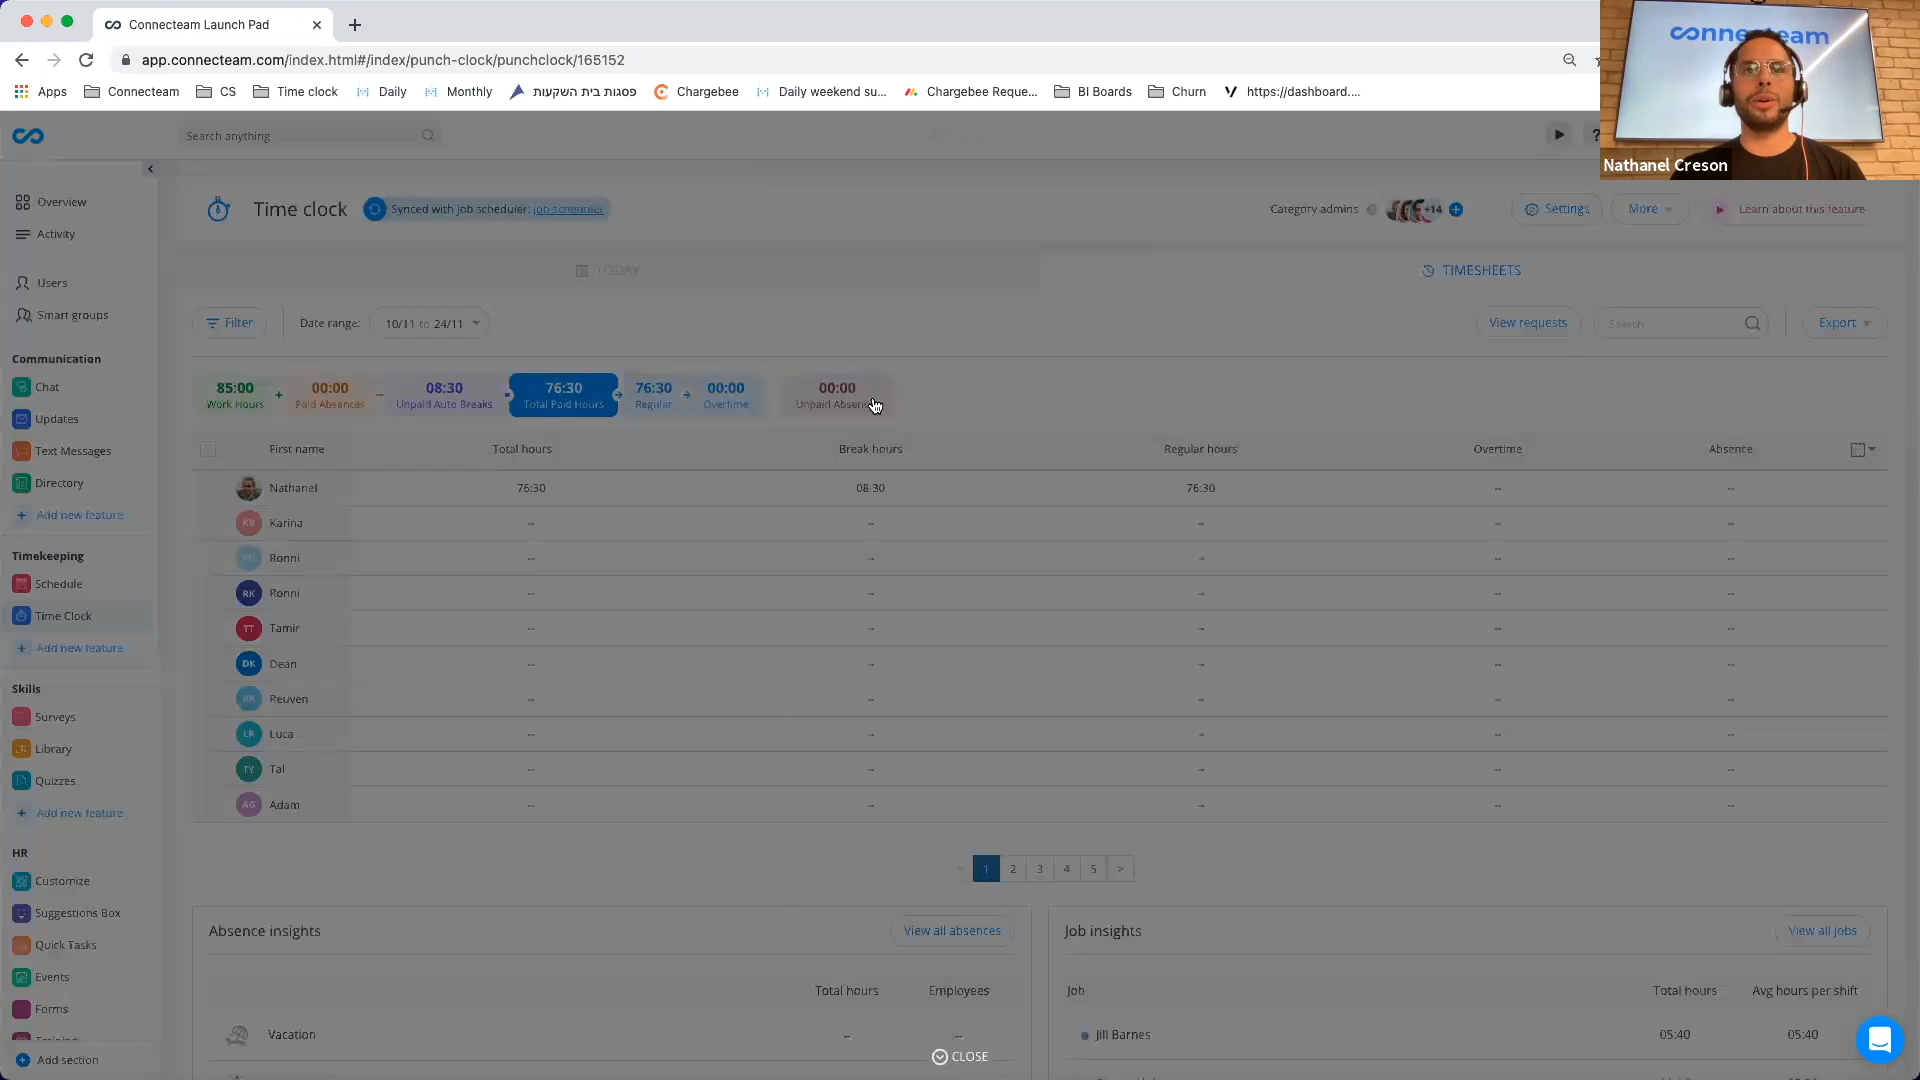 Connecteam Launch Pad
app.connecteam.com/index.html#/index/punch-clock/punchclock/165152
Apps
Connecteam
CS
Time clock
Daily
Monthly
פסגות בית השקעות
Chargebee
Daily weekend su...
Chargebee Reque...
BI Boards
Churn
https://dashboard....
Nathanel Creson
Search anything
?
Time clock
Synced with job scheduler: job scheduler
Category admins
+14
Settings
More
Learn about this feature
Overview
Activity
Users
Smart groups
Communication
Chat
Updates
Text Messages
Directory
+ Add new feature
Timekeeping
Schedule
Time Clock
+ Add new feature
Skills
Surveys
Library
Quizzes
+ Add new feature
HR
Customize
Suggestions Box
Quick Tasks
Events
Forms
Training
Add section
TODAY
TIMESHEETS
Filter
Date range:
10/11 to 24/11
View requests
Search
Export
85:00
Work Hours
+
00:00
Paid Absences
–
08:30
Unpaid Auto Breaks
76:30
Total Paid Hours
76:30
Regular
00:00
Overtime
00:00
Unpaid
First name Total hours Break hours Regular hours Overtime Absence
Nathanel 76:30 08:30 76:30 -- --
KB Karina -- -- -- -- --
Ronni -- -- -- -- --
RK Ronni -- -- -- -- --
TT Tamir -- -- -- -- --
DK Dean -- -- -- -- --
RR Reuven -- -- -- -- --
LR Luca -- -- -- -- --
TY Tal -- -- -- -- --
AG Adam -- -- -- -- --
< 1 2 3 4 5 >
Absence insights
View all absences
Total hours Employees
Vacation -- --
Job insights
View all jobs
Job Total hours Avg hours per shift
Jill Barnes 05:40 05:40
CLOSE